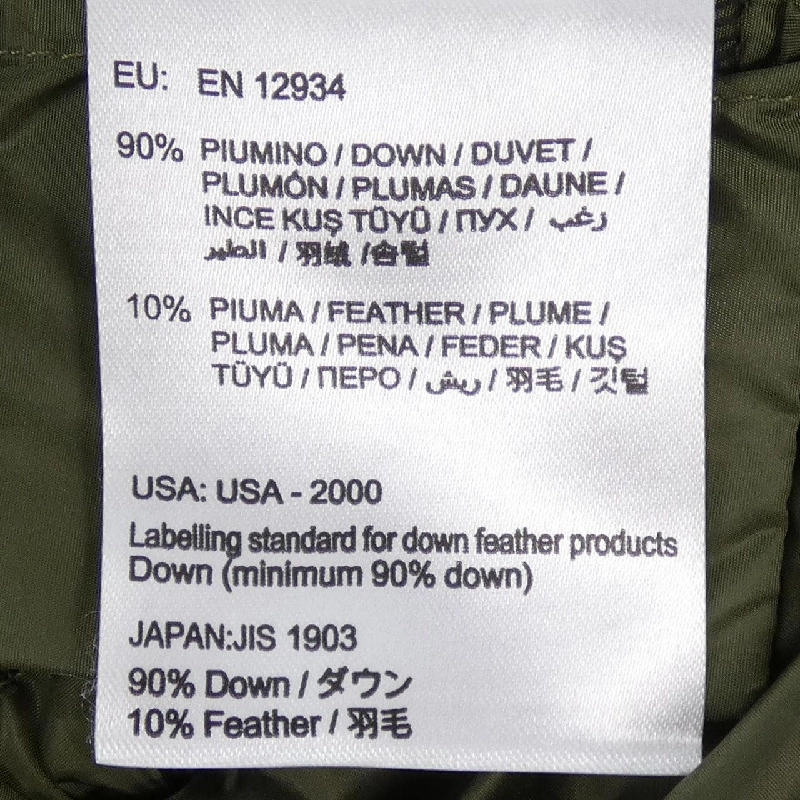 EU: EN 12934
90% PIUMINO / DOWN / DUVET /
PLUMÓN / PLUMAS / DAUNE /
INCE KUŞ TÜYÜ / ПУХ / زغب
الطير / 羽絨 /솜털
10% PIUMA / FEATHER / PLUME /
PLUMA / PENA / FEDER / KUŞ
TÜYÜ / ПЕРО / ريش / 羽毛 / 깃털
USA: USA - 2000
Labelling standard for down feather products
Down (minimum 90% down)
JAPAN:JIS 1903
90% Down / ダウン
10% Feather / 羽毛